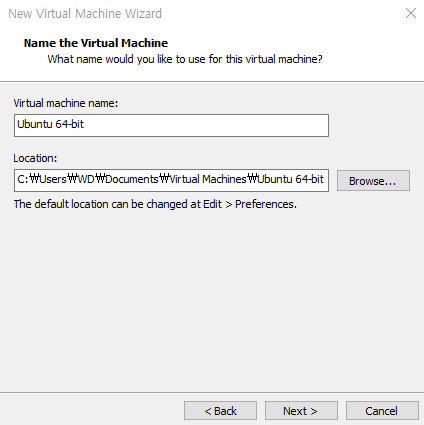 New Virtual Machine Wizard
Name the Virtual Machine
What name would you like to use for this virtual machine?
Virtual machine name:
Ubuntu 64-bit
Location:
C:₩Users₩WD₩Documents₩Virtual Machines₩Ubuntu 64-bit
Browse...
The default location can be changed at Edit > Preferences.
< Back
Next >
Cancel